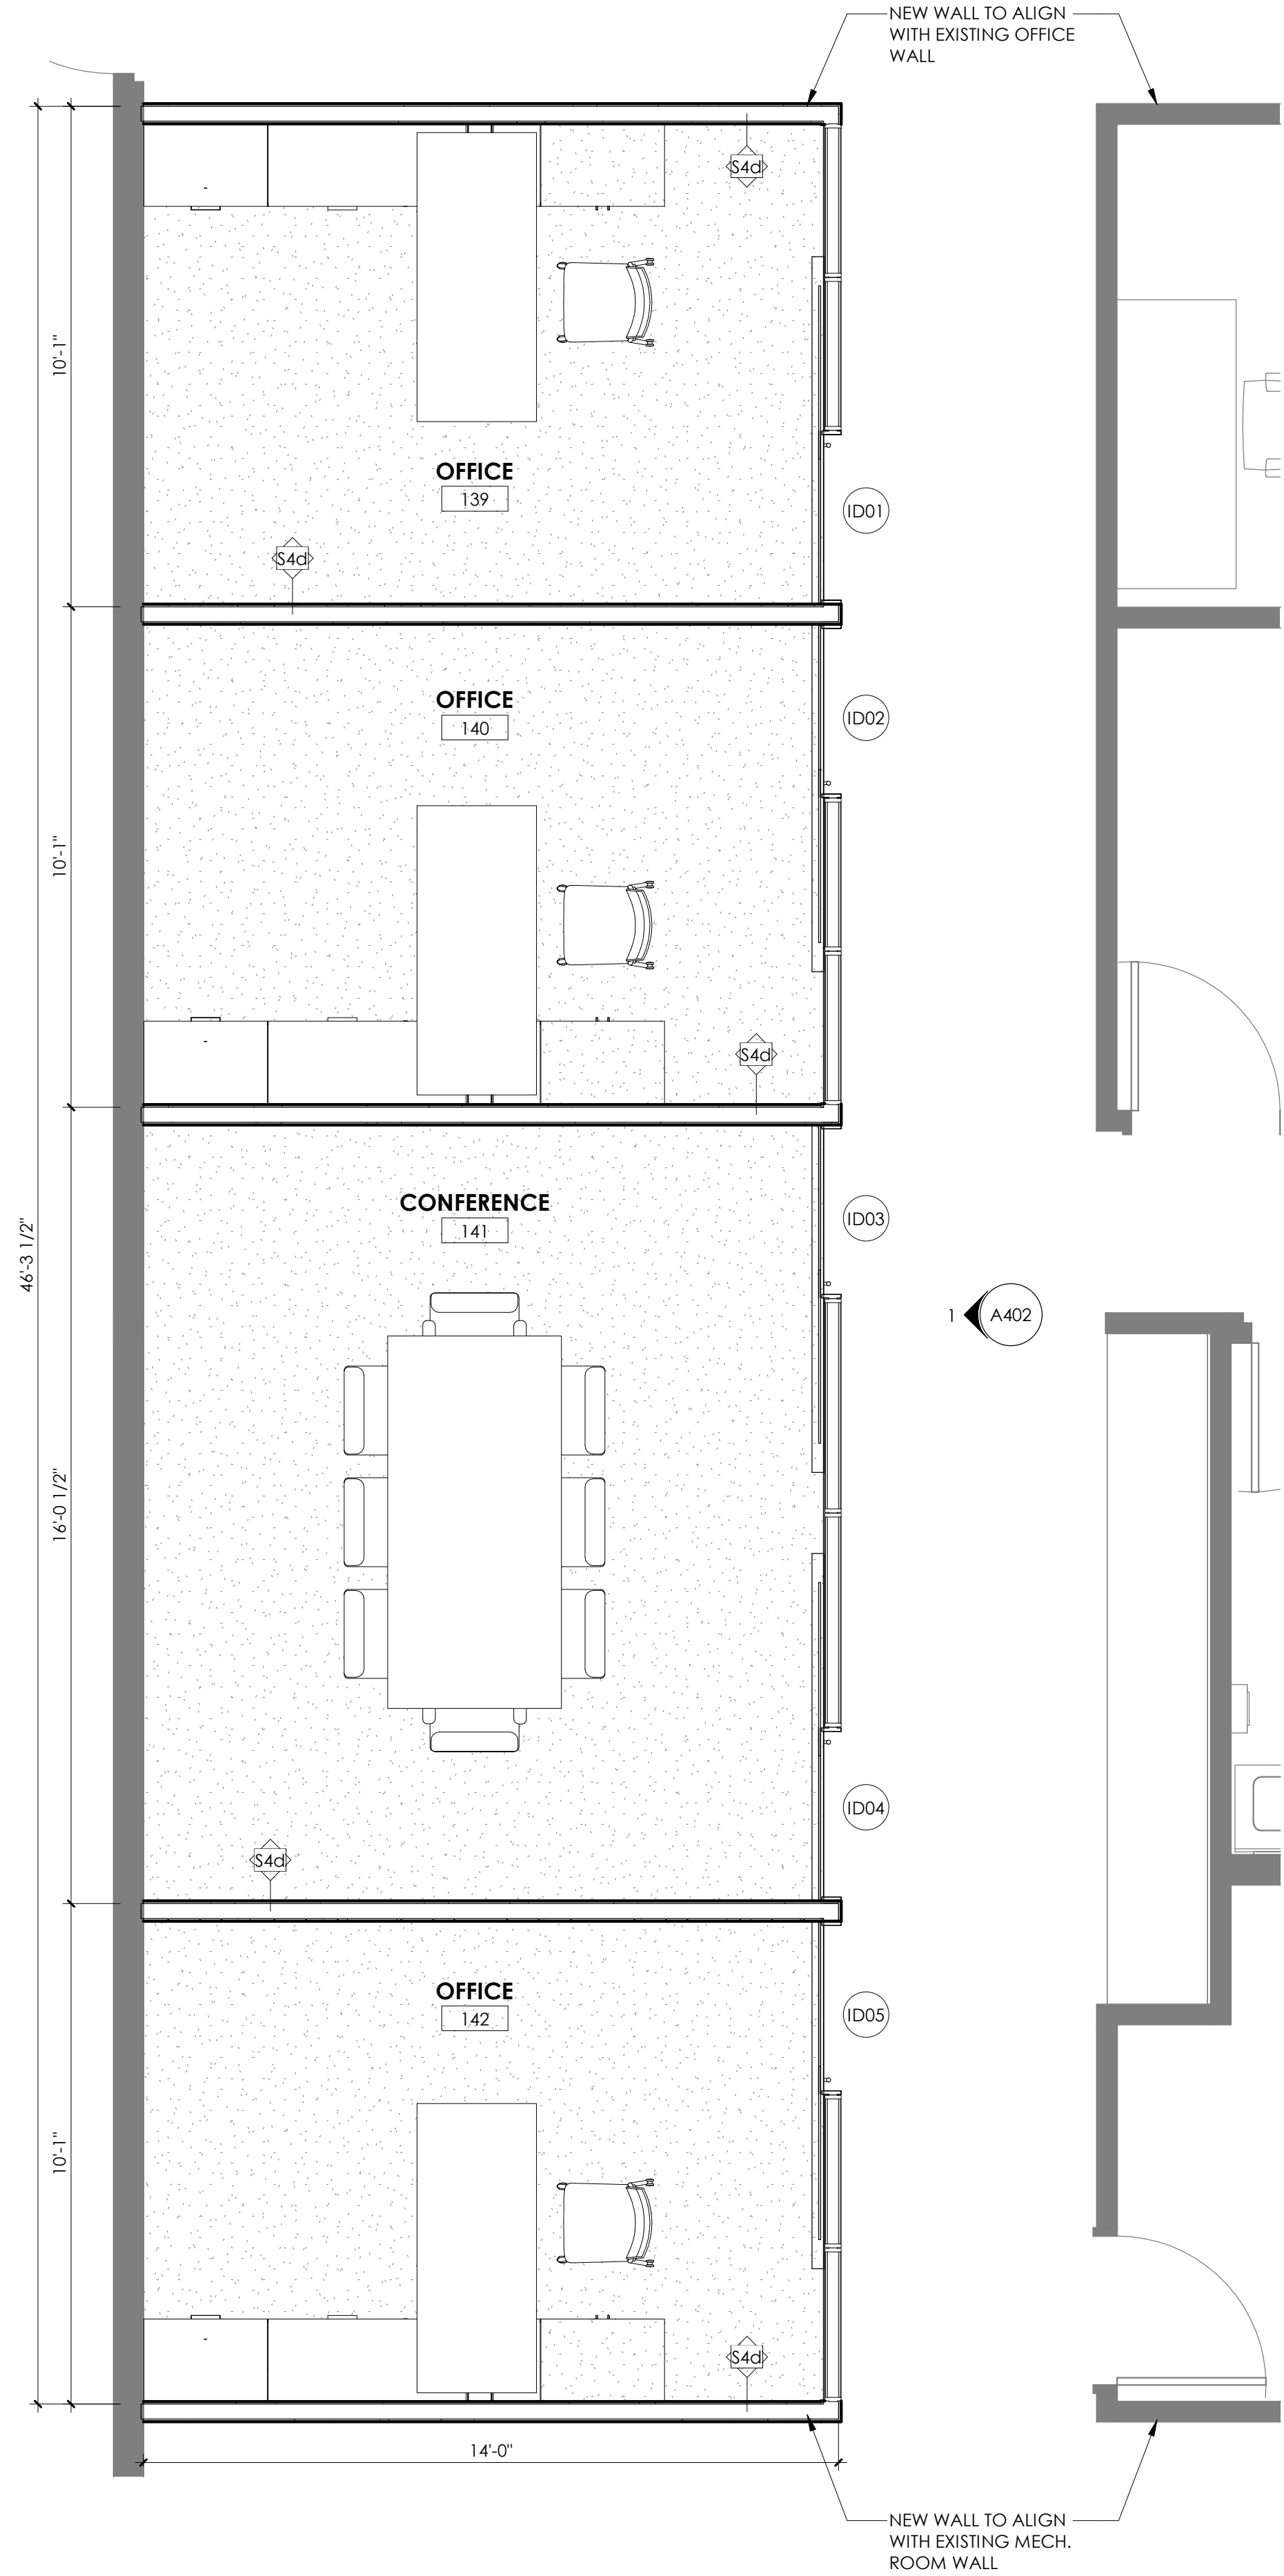 NEW WALL TO ALIGN
WITH EXISTING OFFICE
WALL
S4d
10'-1"
OFFICE
139
ID01
S4d
OFFICE
140
ID02
10'-1"
S4d
CONFERENCE
141
ID03
46'-3 1/2"
1
A402
16'-0 1/2"
ID04
S4d
OFFICE
142
ID05
10'-1"
S4d
14'-0"
NEW WALL TO ALIGN
WITH EXISTING MECH.
ROOM WALL